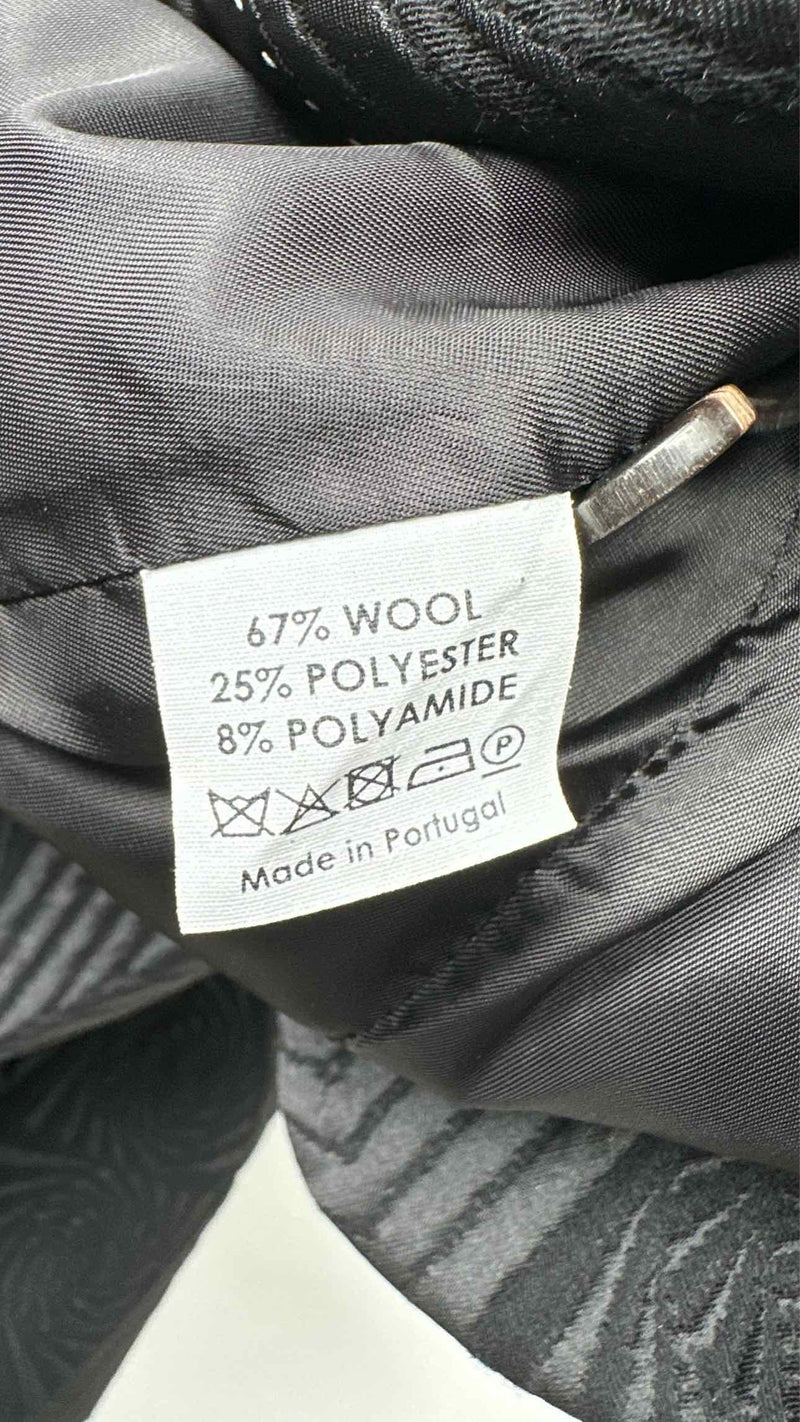 67% WOOL
25% POLYESTER
8% POLYAMIDE
P
Made in Portugal